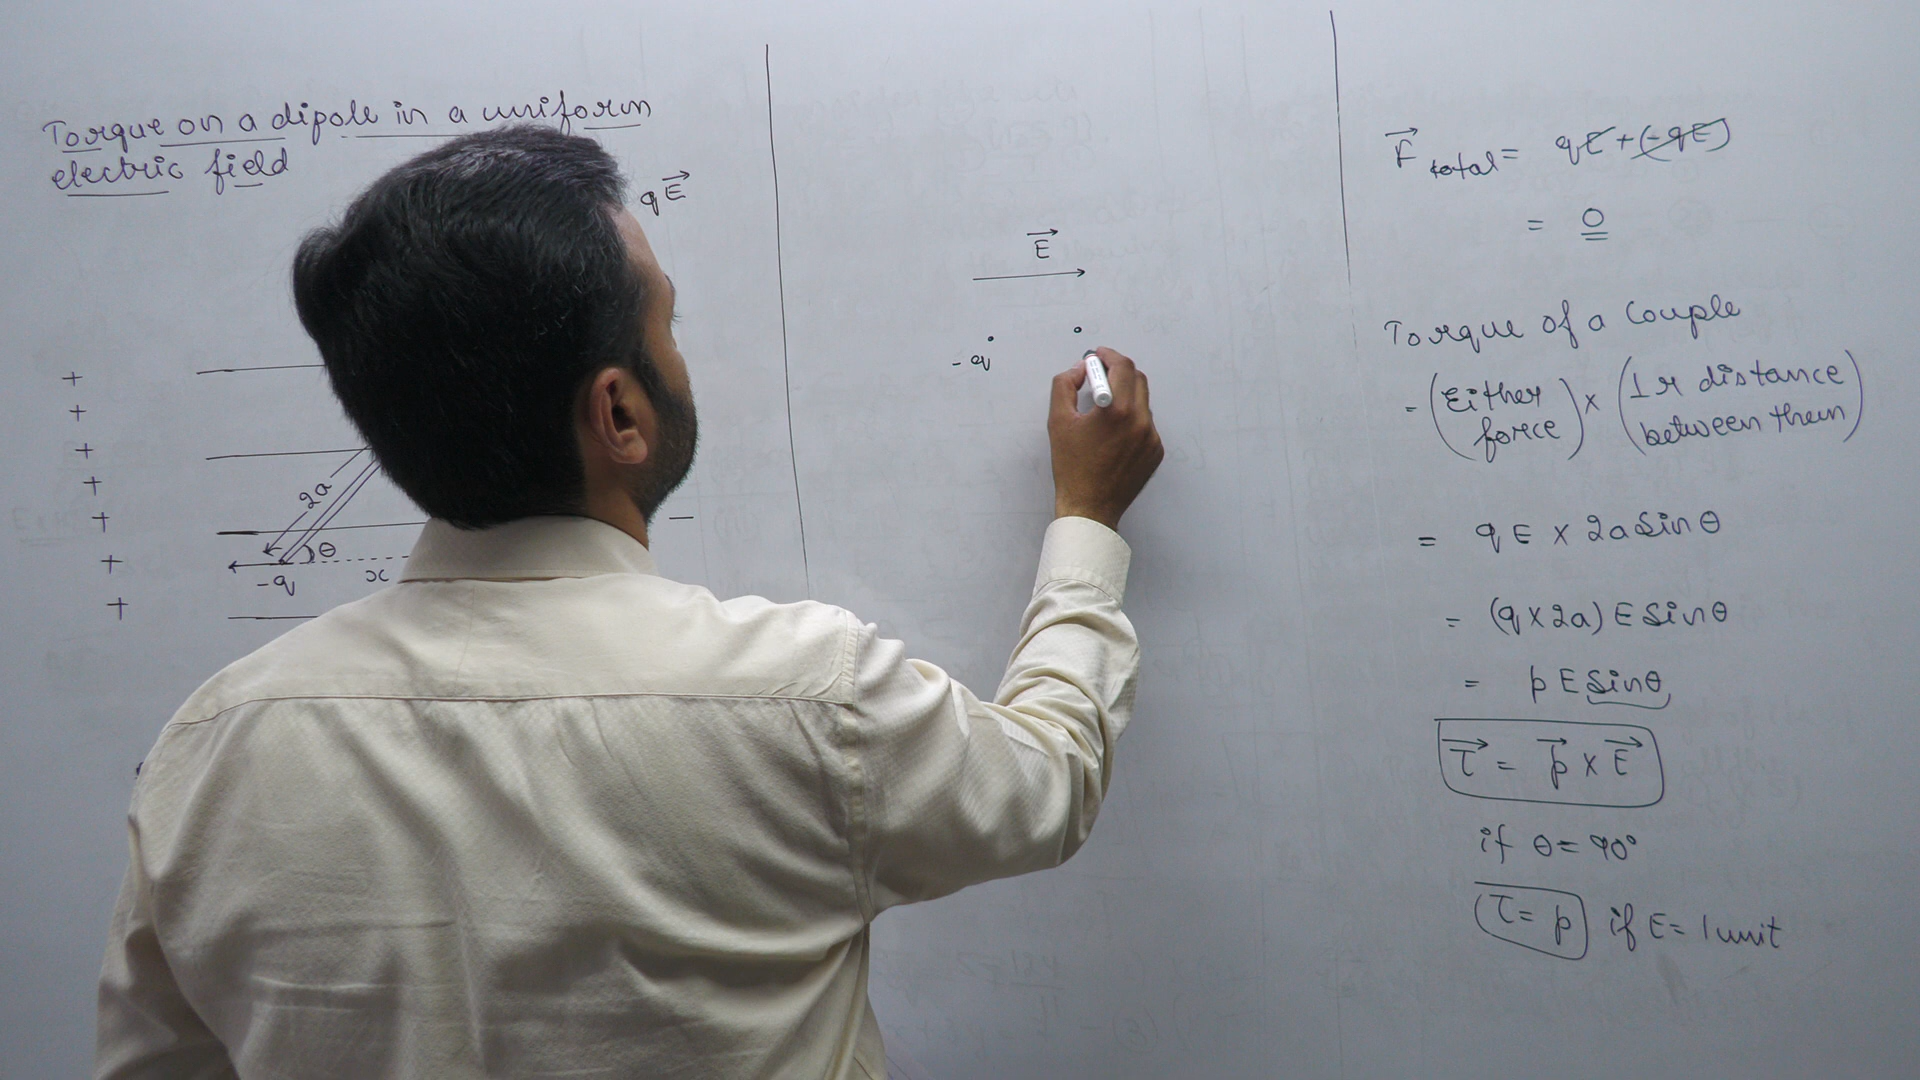 Torque on a dipole in a uniform
electric field
qE
+
+
+
+
+
+
+
2a
θ
-q
x
E
-q
F total = qE + (-qE)
= 0
Torque of a Couple
= (Either force) × (⊥r distance between them)
= qE × 2a Sinθ
= (q × 2a) E Sinθ
= p E Sinθ
τ = p × E
if θ = 90°
τ = p if E = 1 unit